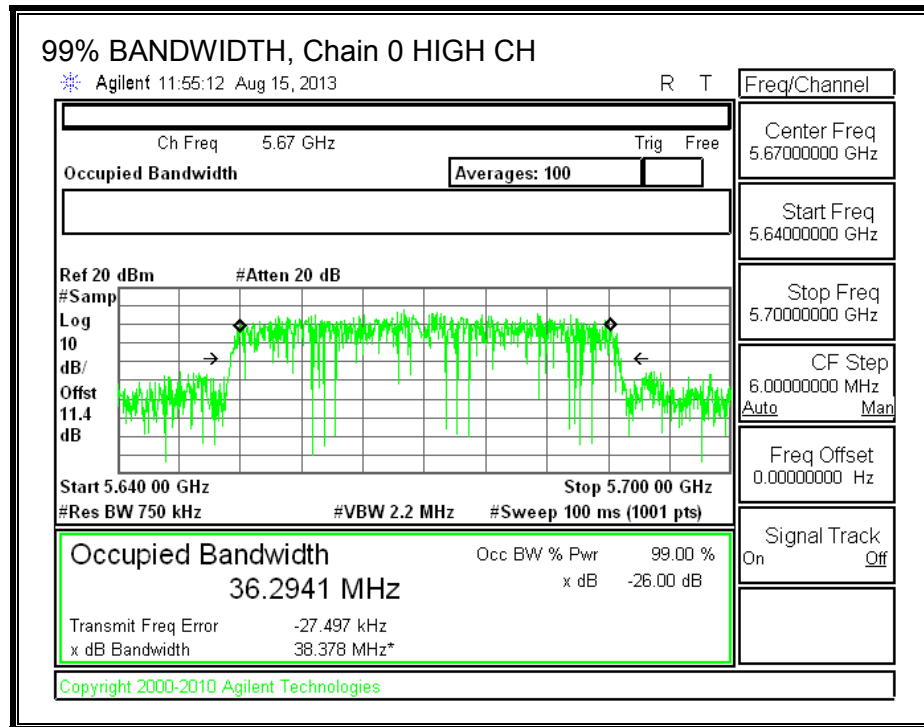 99% BANDWIDTH, Chain 0 HIGH CH
Agilent 11:55:12 Aug 15, 2013 R T
Freq/Channel
Ch Freq 5.67 GHz Trig Free
Occupied Bandwidth Averages: 100
Center Freq
5.67000000 GHz
Start Freq
5.64000000 GHz
Stop Freq
5.70000000 GHz
CF Step
6.00000000 MHz
Auto Man
Freq Offset
0.00000000 Hz
Signal Track
On Off
Ref 20 dBm #Atten 20 dB
#Samp
Log
10
dB/
Offst
11.4
dB
Start 5.640 00 GHz Stop 5.700 00 GHz
#Res BW 750 kHz #VBW 2.2 MHz #Sweep 100 ms (1001 pts)
Occupied Bandwidth Occ BW % Pwr 99.00 %
36.2941 MHz x dB -26.00 dB
Transmit Freq Error -27.497 kHz
x dB Bandwidth 38.378 MHz*
Copyright 2000-2010 Agilent Technologies